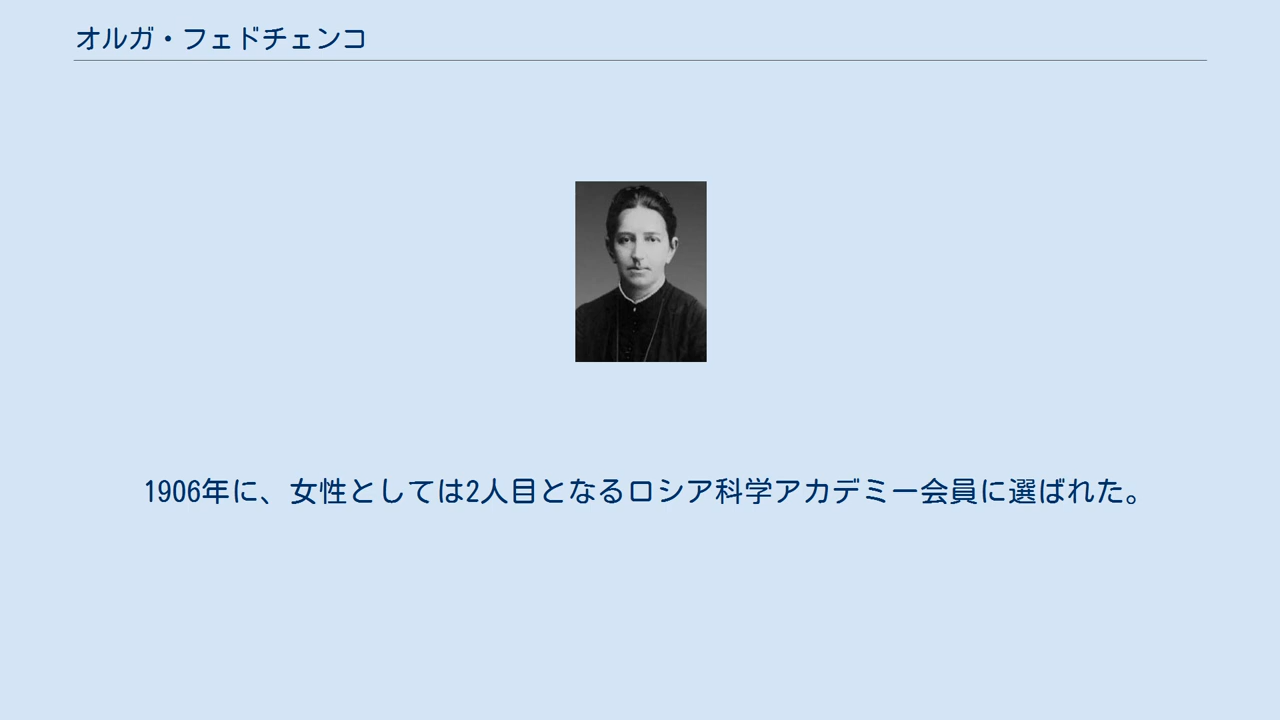 オルガ・フェドチェンコ
1906年に、女性としては2人目となるロシア科学アカデミー会員に選ばれた。